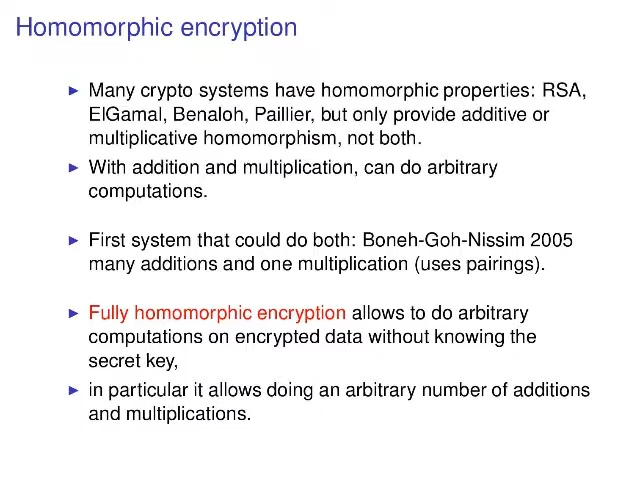 Homomorphic encryption
▶ Many crypto systems have homomorphic properties: RSA,
ElGamal, Benaloh, Paillier, but only provide additive or
multiplicative homomorphism, not both.
▶ With addition and multiplication, can do arbitrary
computations.
▶ First system that could do both: Boneh-Goh-Nissim 2005
many additions and one multiplication (uses pairings).
▶ Fully homomorphic encryption allows to do arbitrary
computations on encrypted data without knowing the
secret key,
▶ in particular it allows doing an arbitrary number of additions
and multiplications.